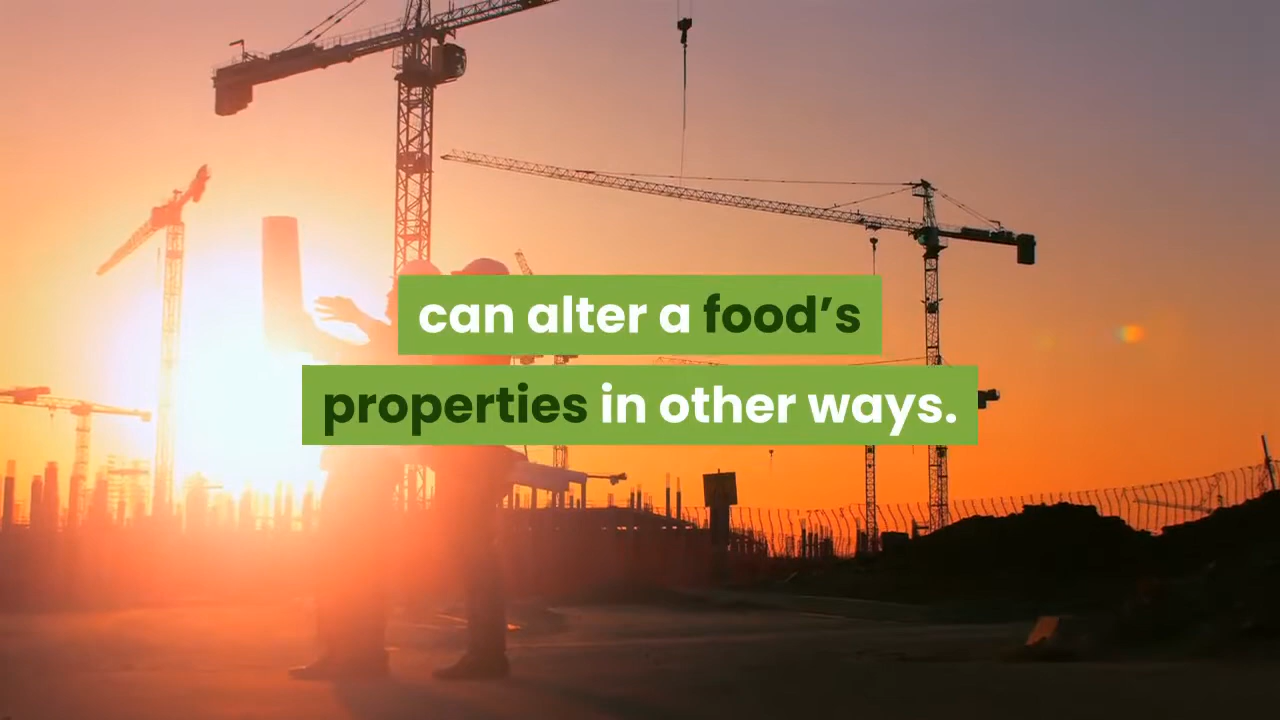 can alter a food’s
properties in other ways.